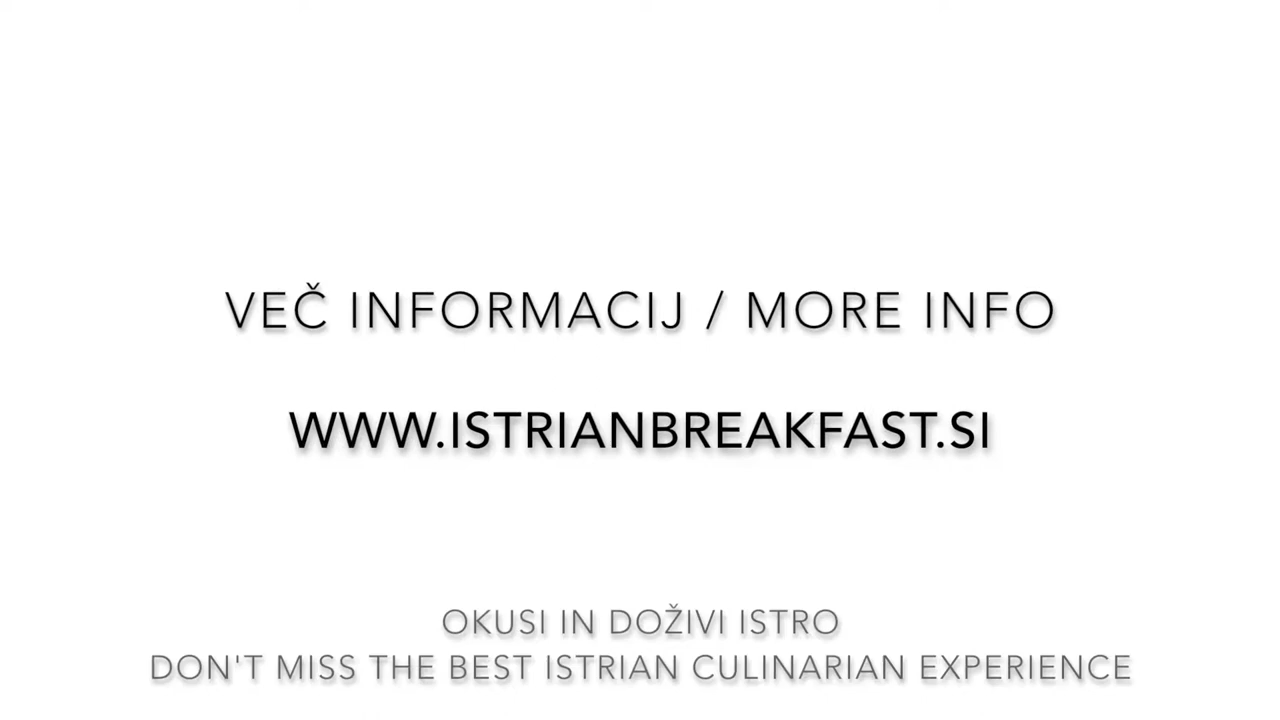 VEČ INFORMACIJ / MORE INFO
WWW.ISTRIANBREAKFAST.SI
OKUSI IN DOŽIVI ISTRO
DON'T MISS THE BEST ISTRIAN CULINARIAN EXPERIENCE